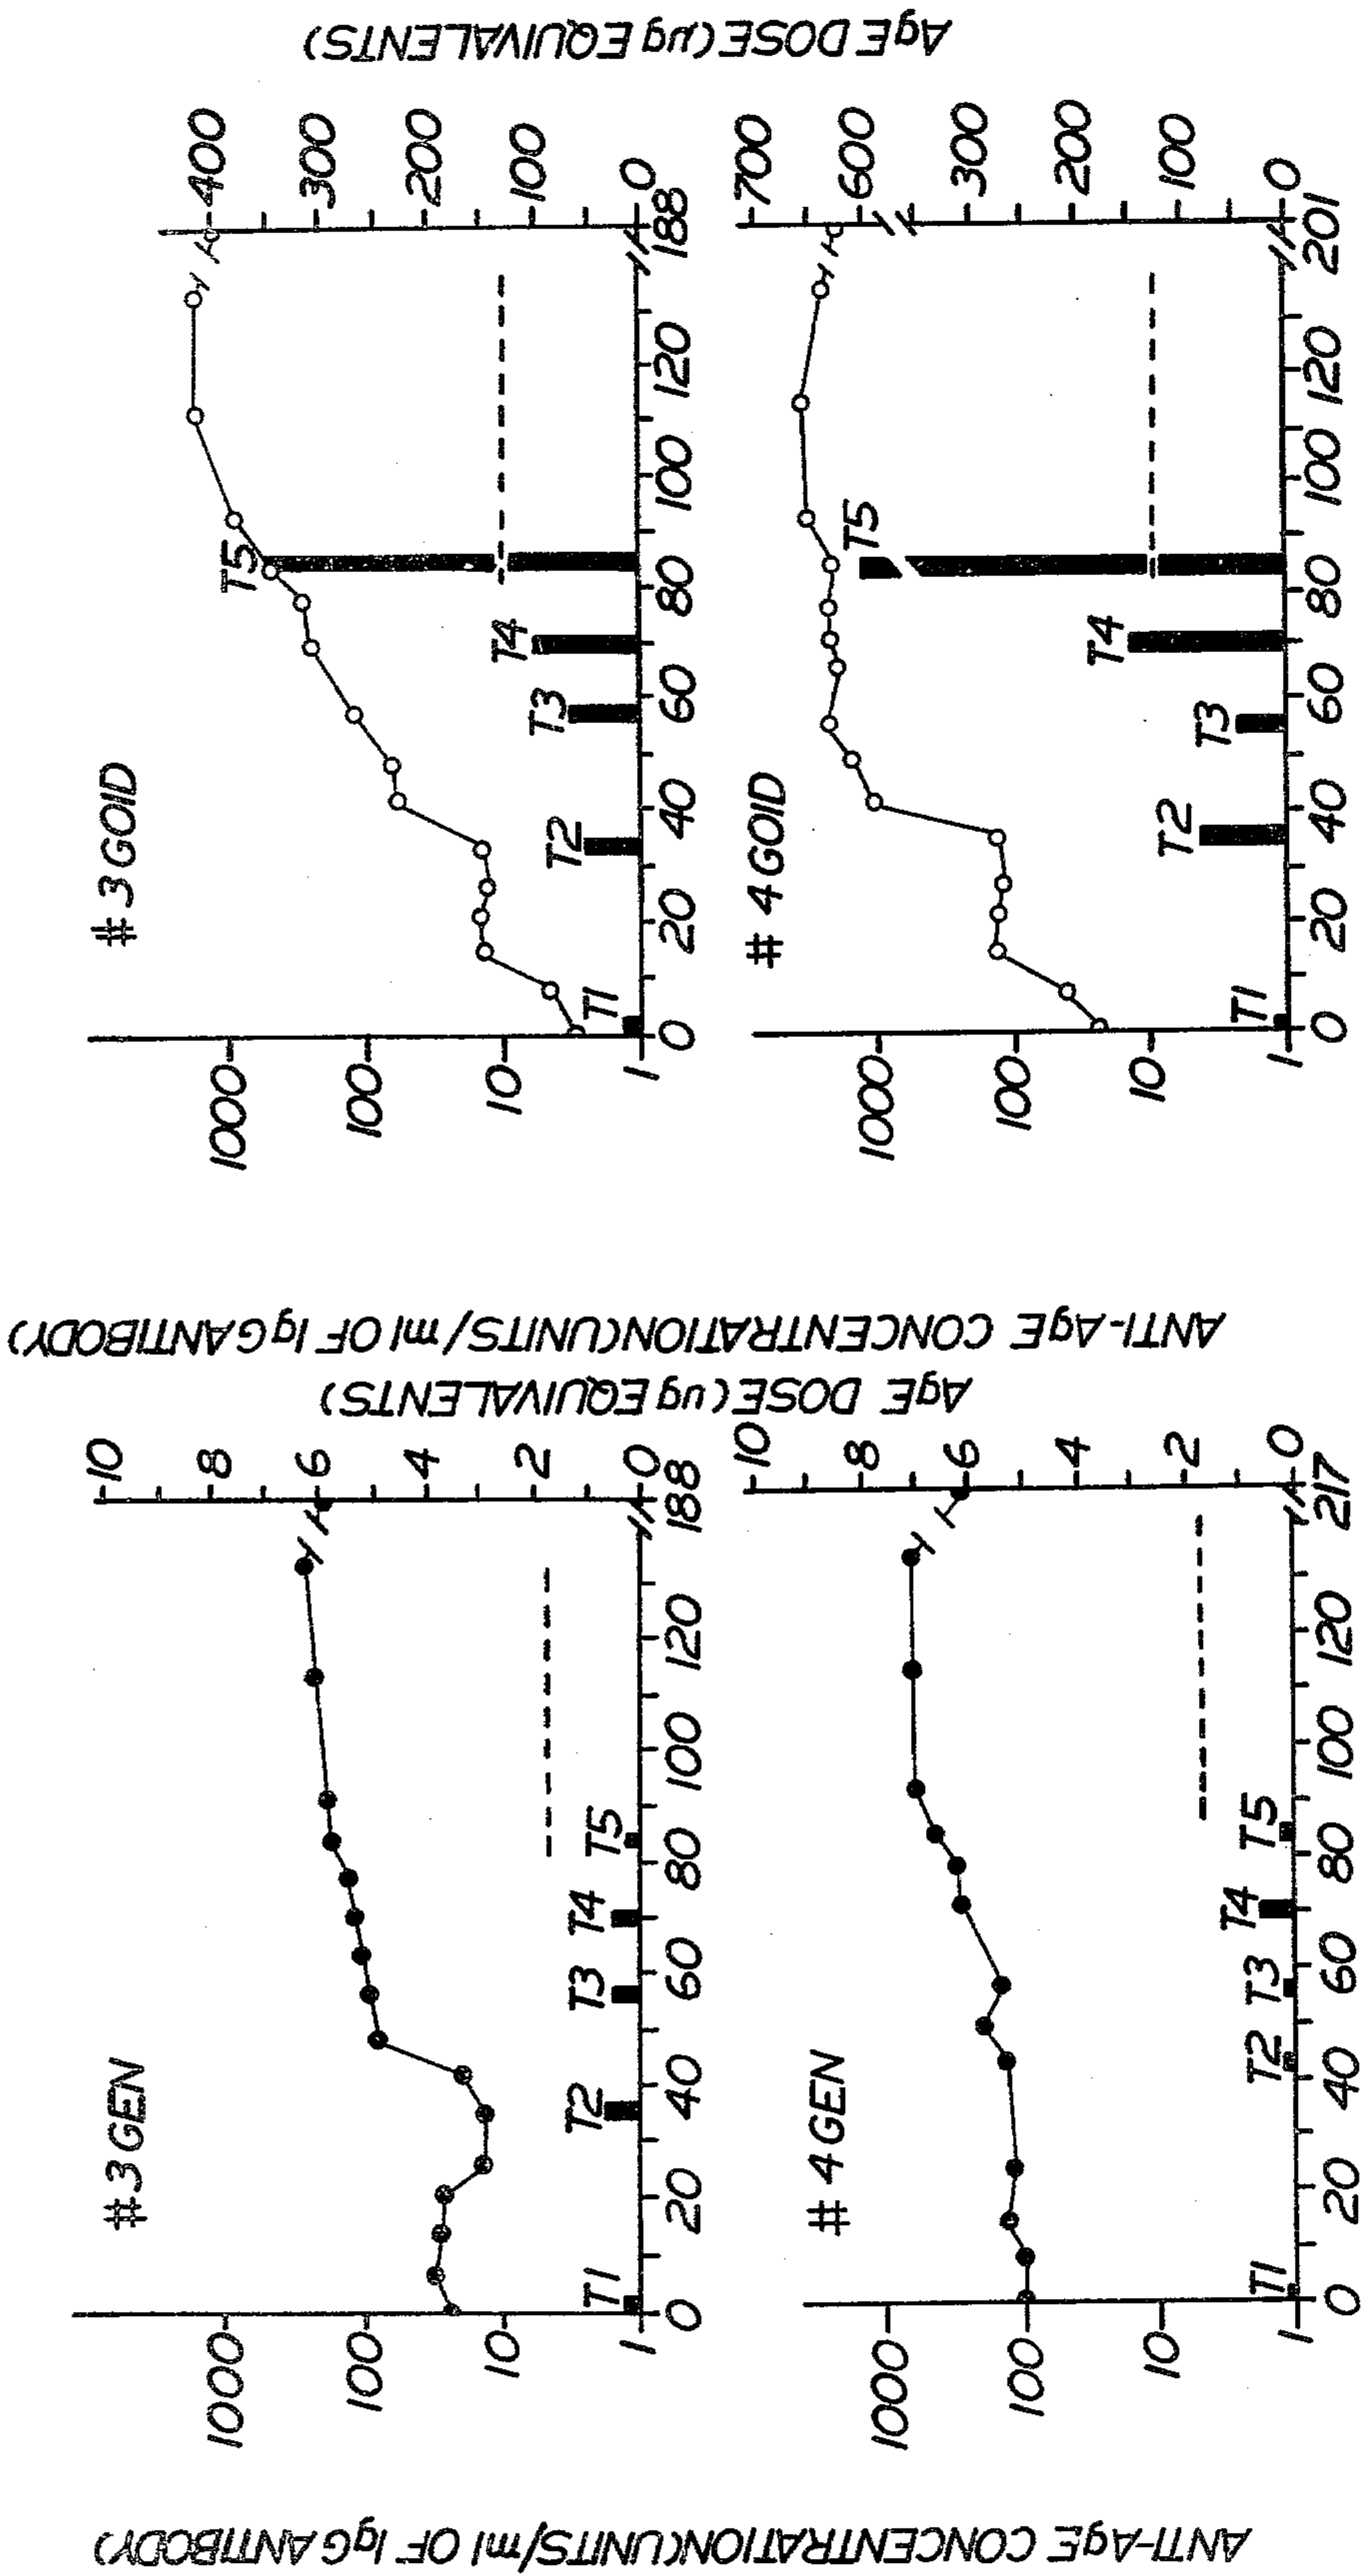 ANTI-AgE CONCENTRATION(UNITS/ml OF IgG ANTIBODY)
# 3 GEN
1000
100
10
1
10
8
6
4
2
0
T1
T2
T3
T4
T5
0
20
40
60
80
100
120
188
# 4 GEN
1000
100
10
1
10
8
6
4
2
0
T1
T2
T3
T4
T5
0
20
40
60
80
100
120
217
AgE DOSE (ug EQUIVALENTS)
ANTI-AgE CONCENTRATION(UNITS/ml OF IgG ANTIBODY)
# 3 GOID
1000
100
10
1
400
300
200
100
0
T1
T2
T3
T4
T5
0
20
40
60
80
100
120
188
# 4 GOID
1000
100
10
1
700
600
300
200
100
0
T1
T2
T3
T4
T5
0
20
40
60
80
100
120
201
AgE DOSE (µg EQUIVALENTS)